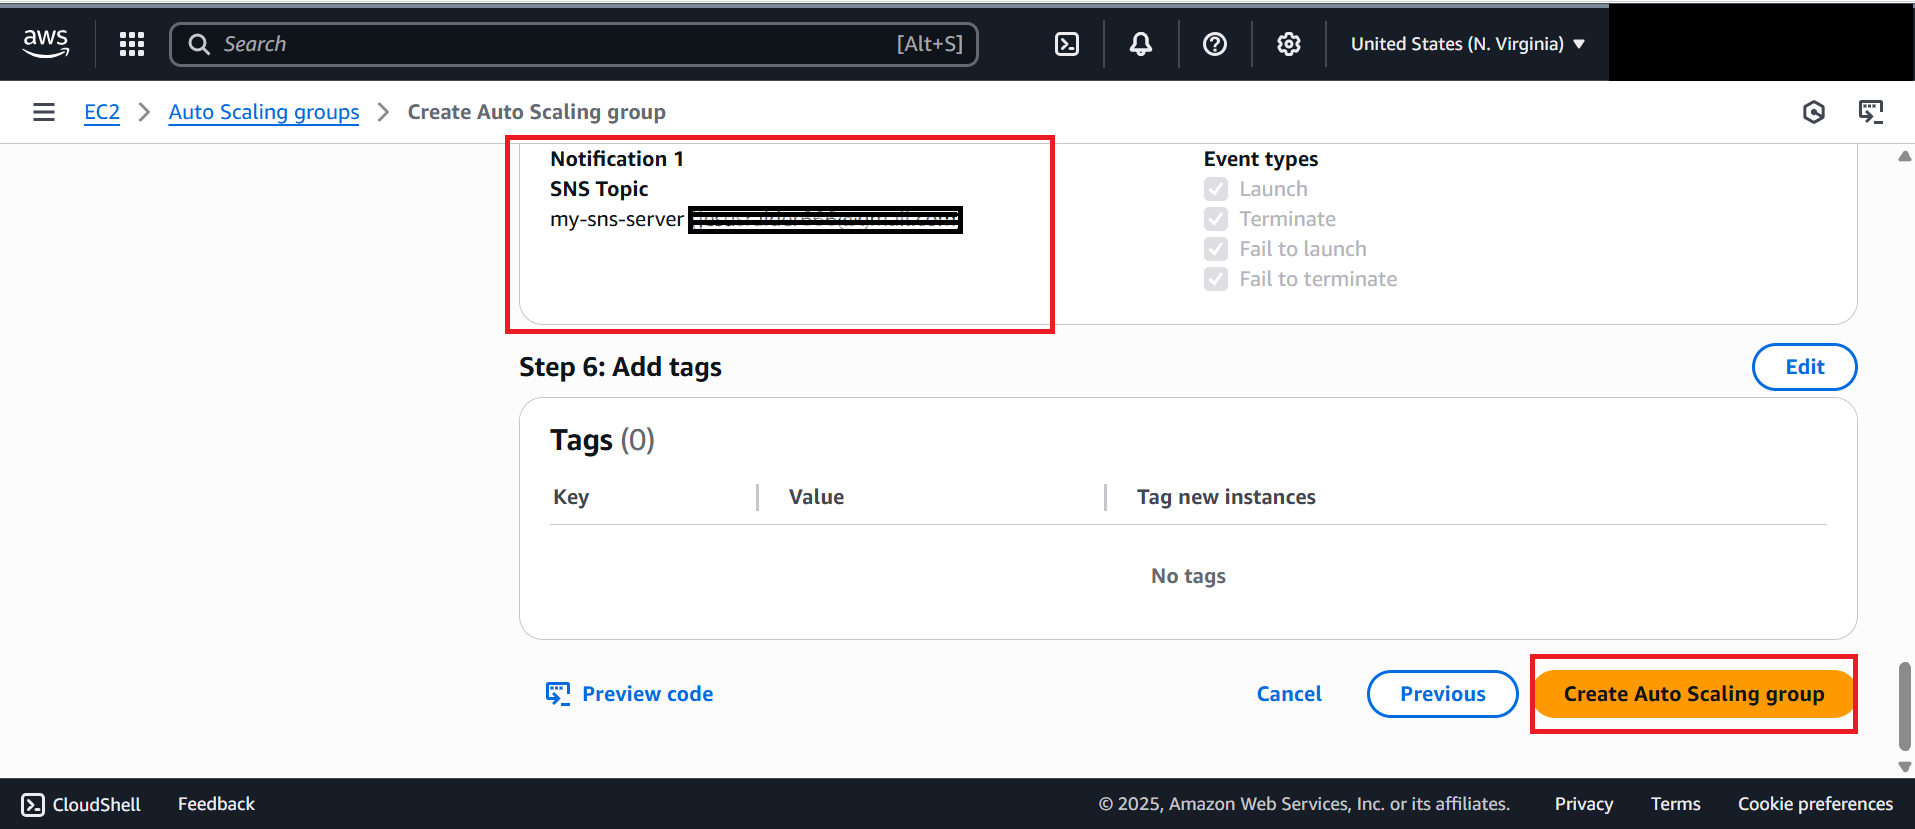 aws
Search
[Alt+S]
United States (N. Virginia)
EC2
Auto Scaling groups
Create Auto Scaling group
Notification 1
SNS Topic
my-sns-server
Event types
Launch
Terminate
Fail to launch
Fail to terminate
Step 6: Add tags
Edit
Tags (0)
Key
Value
Tag new instances
No tags
Preview code
Cancel
Previous
Create Auto Scaling group
CloudShell
Feedback
© 2025, Amazon Web Services, Inc. or its affiliates.
Privacy
Terms
Cookie preferences